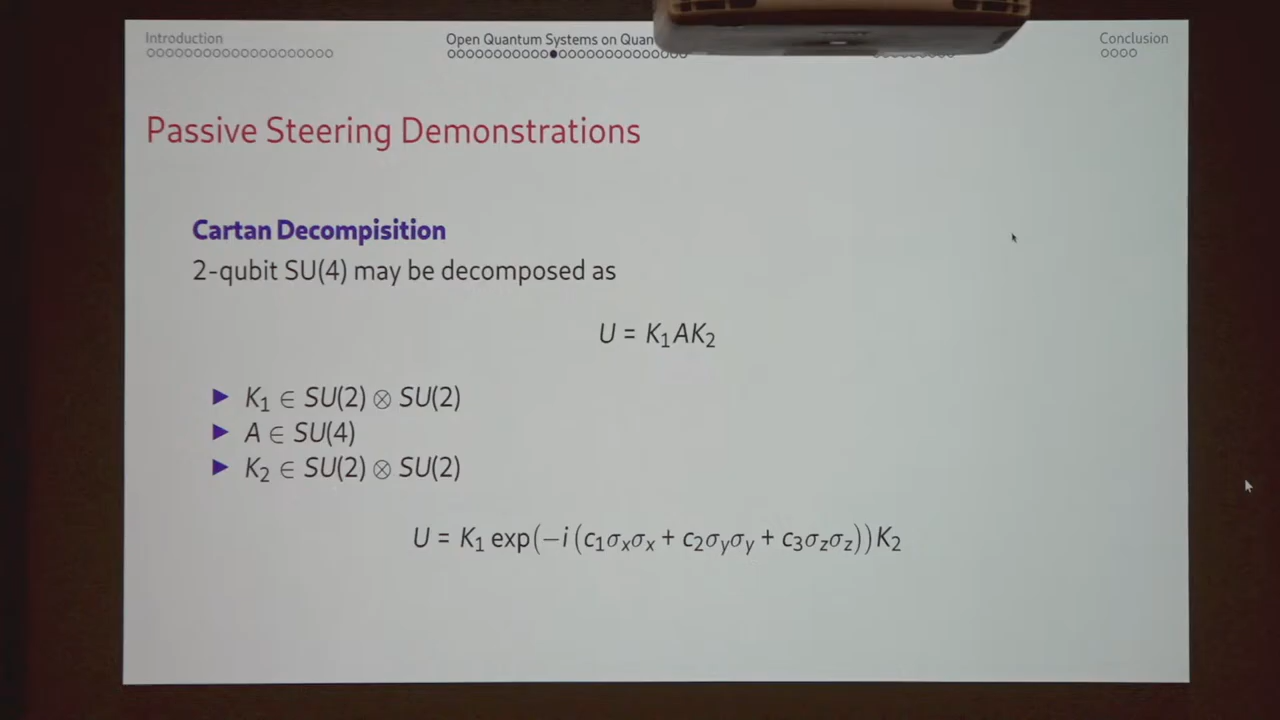 Introduction
Open Quantum Systems on Quan
Conclusion
Passive Steering Demonstrations
Cartan Decompisition
2-qubit SU(4) may be decomposed as
U = K₁AK₂
► K₁ ∈ SU(2) ⊗ SU(2)
► A ∈ SU(4)
► K₂ ∈ SU(2) ⊗ SU(2)
U = K₁ exp(−i(c₁σₓσₓ + c₂σᵧσᵧ + c₃σ_zσ_z))K₂